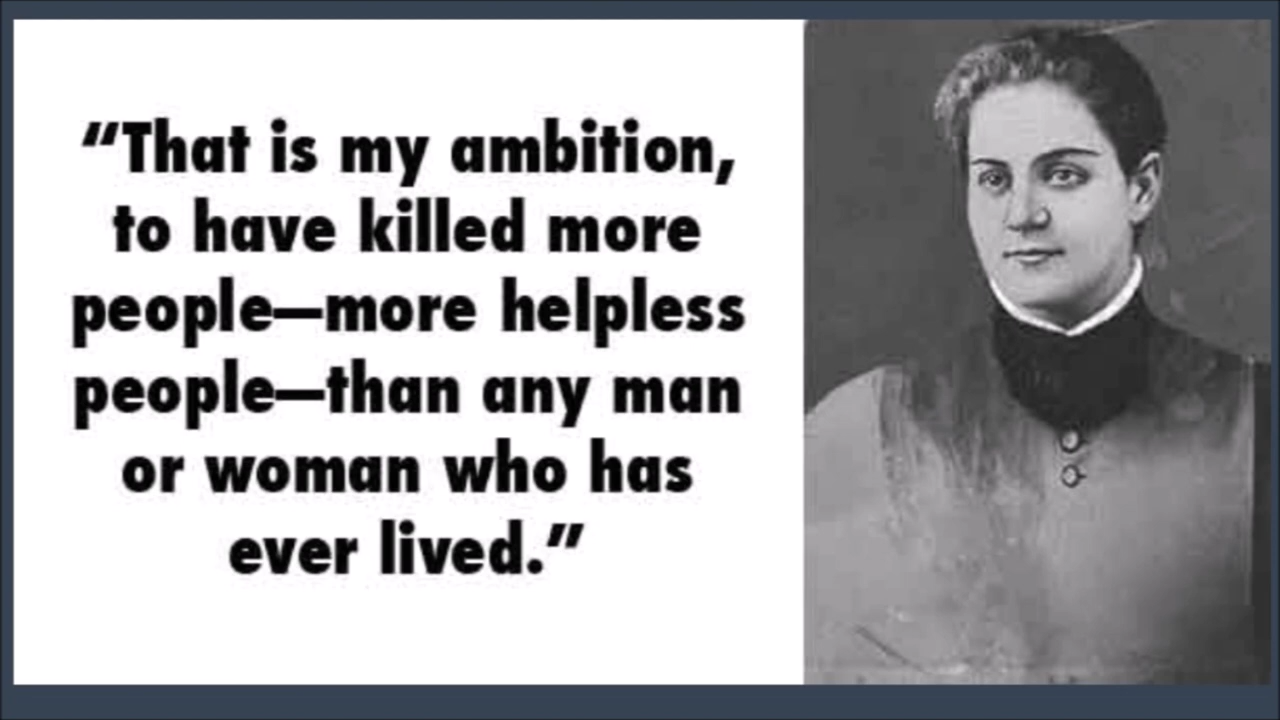 “That is my ambition,
to have killed more
people—more helpless
people—than any man
or woman who has
ever lived.”